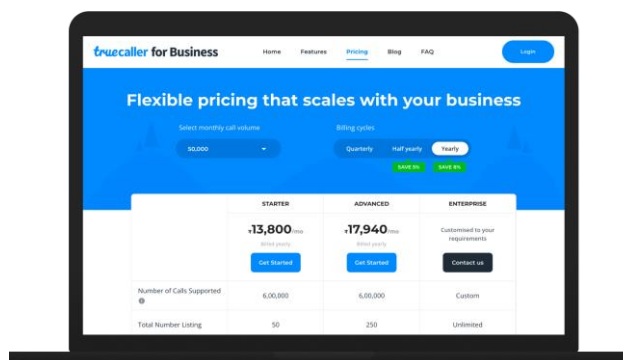 truecaller for Business
Home Features Pricing Blog FAQ Login
Flexible pricing that scales with your business
Select monthly call volume Billing cycles
50,000 Quarterly Half yearly Yearly
SAVE 5% SAVE 8%
STARTER ADVANCED ENTERPRISE
₹13,800/mo ₹17,940/mo Customised to your
requirements
Billed yearly Billed yearly
Get Started Get Started Contact us
Number of Calls Supported 6,00,000 6,00,000 Custom
Total Number Listing 50 250 Unlimited